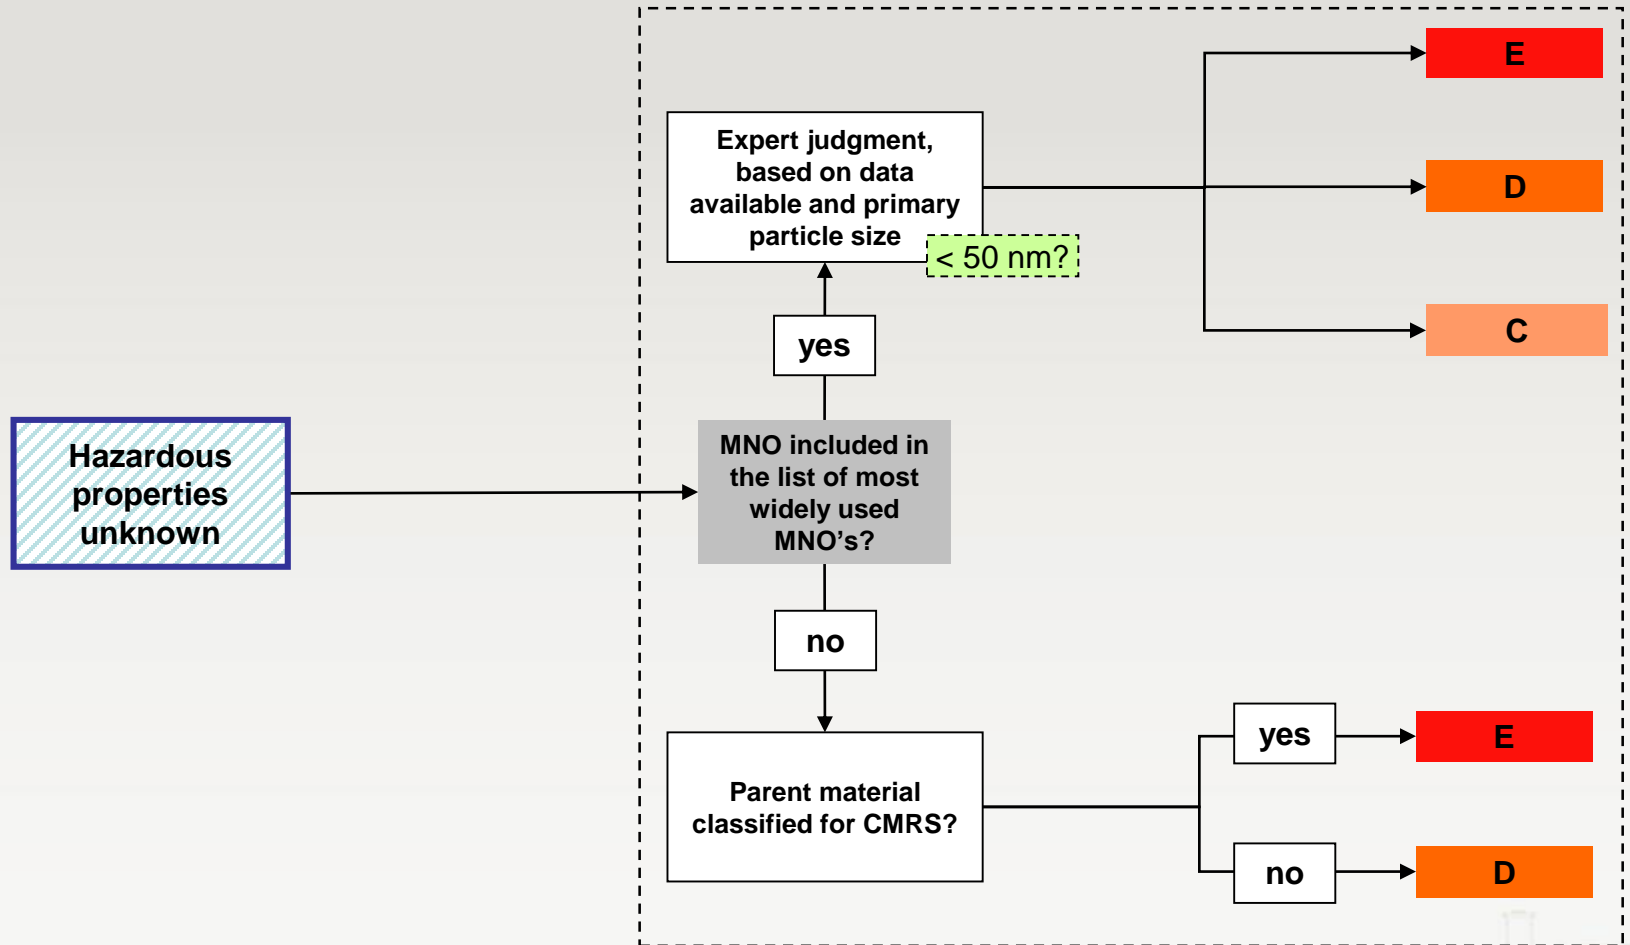 E
Expert judgment,
based on data
available and primary
particle size
< 50 nm?
D
C
yes
Hazardous
properties
unknown
MNO included in
the list of most
widely used
MNO's?
no
Parent material
classified for CMRS?
yes
E
no
D